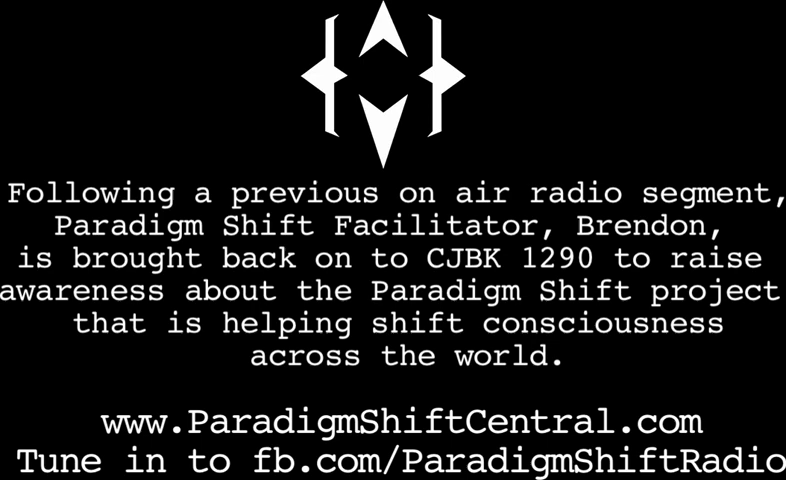 Following a previous on air radio segment,
Paradigm Shift Facilitator, Brendon,
is brought back on to CJBK 1290 to raise
awareness about the Paradigm Shift project
that is helping shift consciousness
across the world.
www.ParadigmShiftCentral.com
Tune in to fb.com/ParadigmShiftRadio